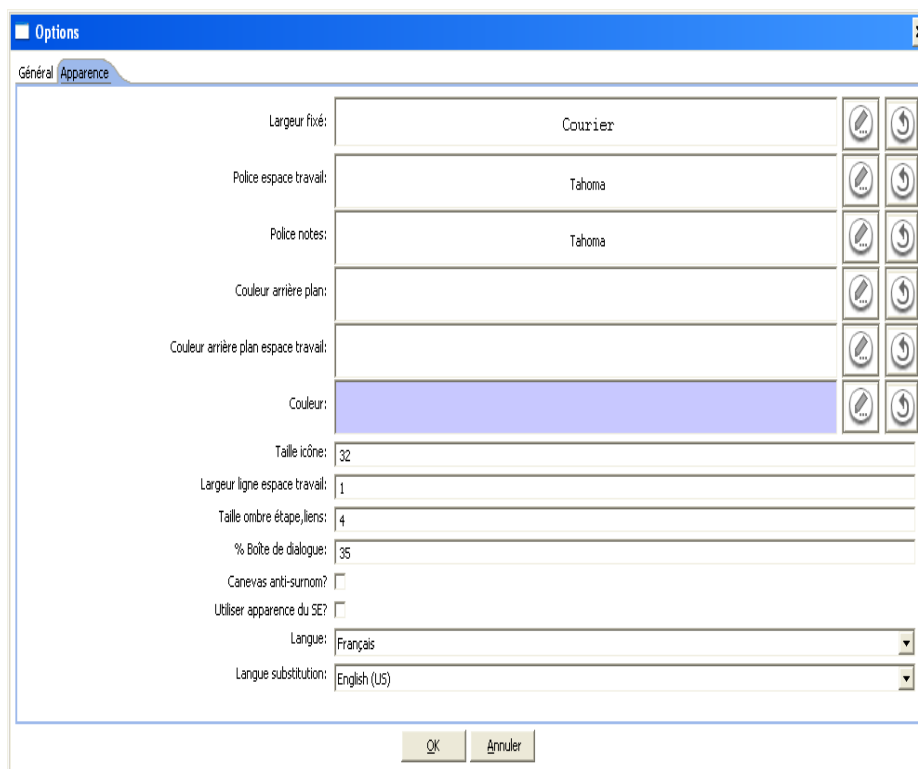 Options
Général Apparence
Largeur fixé: Courier
Police espace travail: Tahoma
Police notes: Tahoma
Couleur arrière plan:
Couleur arrière plan espace travail:
Couleur:
Taille icône: 32
Largeur ligne espace travail: 1
Taille ombre étape,liens: 4
% Boîte de dialogue: 35
Canevas anti-surnom?
Utiliser apparence du SE?
Langue: Français
Langue substitution: English (US)
OK Annuler